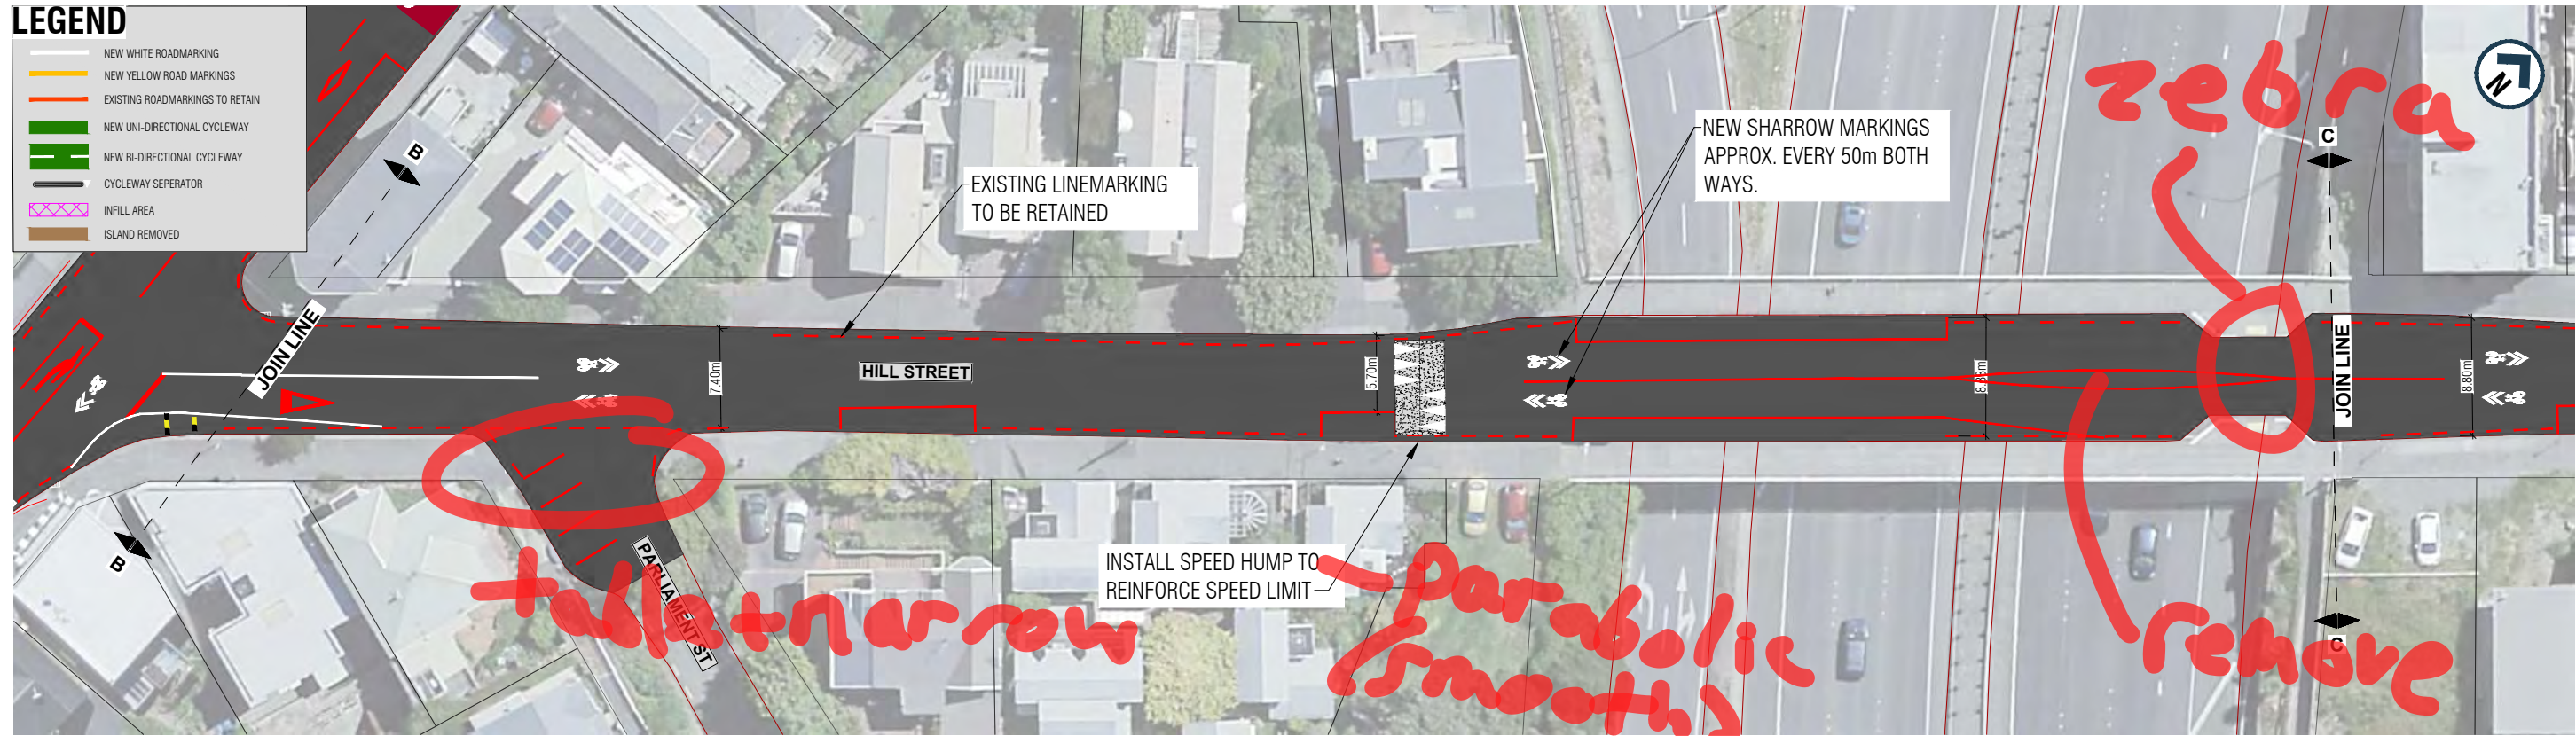 LEGEND
NEW WHITE ROADMARKING
NEW YELLOW ROAD MARKINGS
EXISTING ROADMARKINGS TO RETAIN
NEW UNI-DIRECTIONAL CYCLEWAY
NEW BI-DIRECTIONAL CYCLEWAY
CYCLEWAY SEPERATOR
INFILL AREA
ISLAND REMOVED
B
JOIN LINE
B
EXISTING LINEMARKING
TO BE RETAINED
7.40m
HILL STREET
5.70m
NEW SHARROW MARKINGS
APPROX. EVERY 50m BOTH
WAYS.
zebra
N
C
JOIN LINE
8.80m
C
PARLIAMENT ST
table + narrow
INSTALL SPEED HUMP TO
REINFORCE SPEED LIMIT
parabolic
/smooth
remove